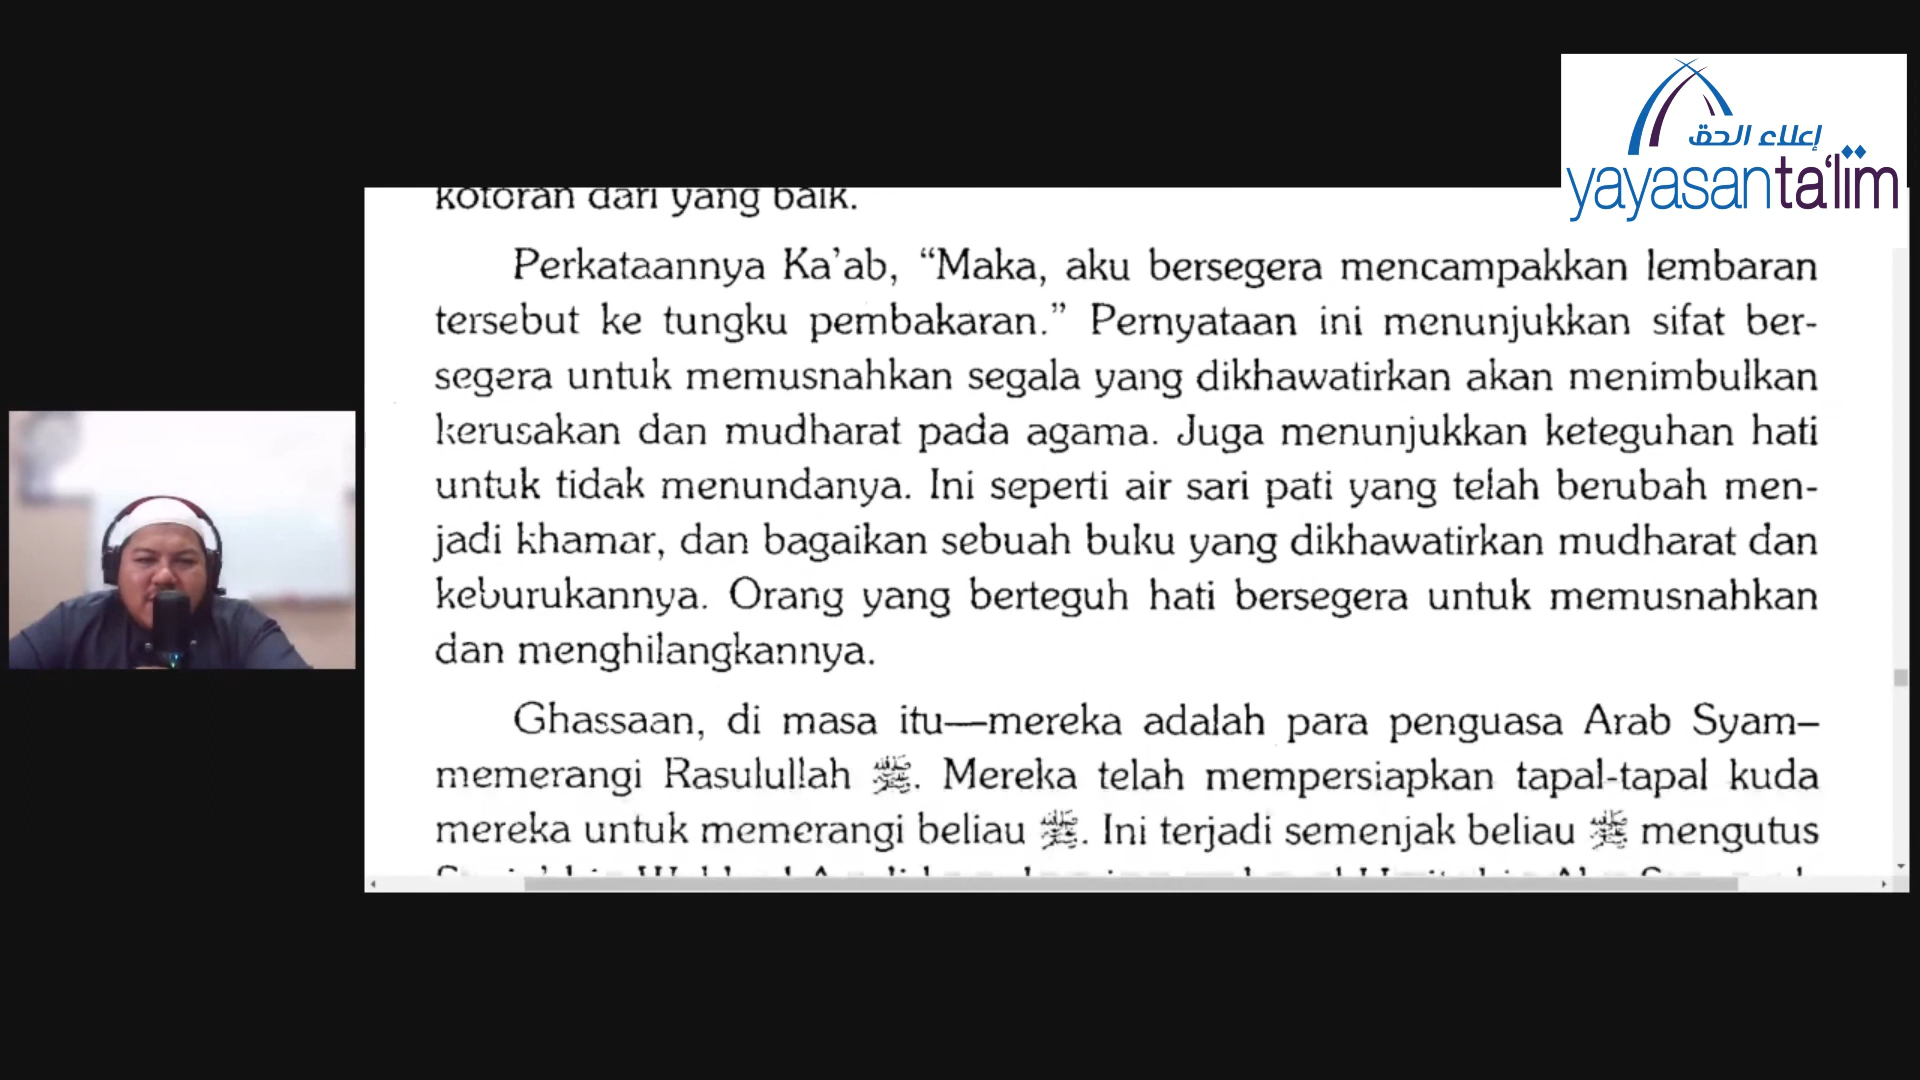 إعلاء الحق
yayasanta'lim
kotoran dari yang baik.
Perkataannya Ka'ab, “Maka, aku bersegera mencampakkan lembaran
tersebut ke tungku pembakaran.” Pernyataan ini menunjukkan sifat ber-
segera untuk memusnahkan segala yang dikhawatirkan akan menimbulkan
kerusakan dan mudharat pada agama. Juga menunjukkan keteguhan hati
untuk tidak menundanya. Ini seperti air sari pati yang telah berubah men-
jadi khamar, dan bagaikan sebuah buku yang dikhawatirkan mudharat dan
keburukannya. Orang yang berteguh hati bersegera untuk memusnahkan
dan menghilangkannya.
Ghassaan, di masa itu—mereka adalah para penguasa Arab Syam–
memerangi Rasulullah ﷺ. Mereka telah mempersiapkan tapal-tapal kuda
mereka untuk memerangi beliau ﷺ. Ini terjadi semenjak beliau ﷺ mengutus